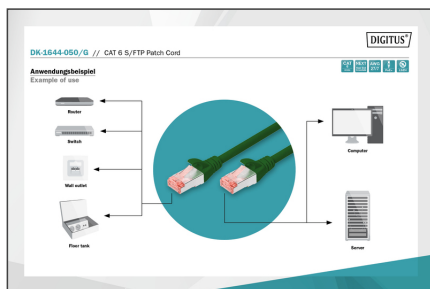 DIGITUS®
DK-1644-050/G // CAT 6 S/FTP Patch Cord
Anwendungsbeispiel
Example of use
Router
Switch
Wall outlet
Floor tank
Computer
Server